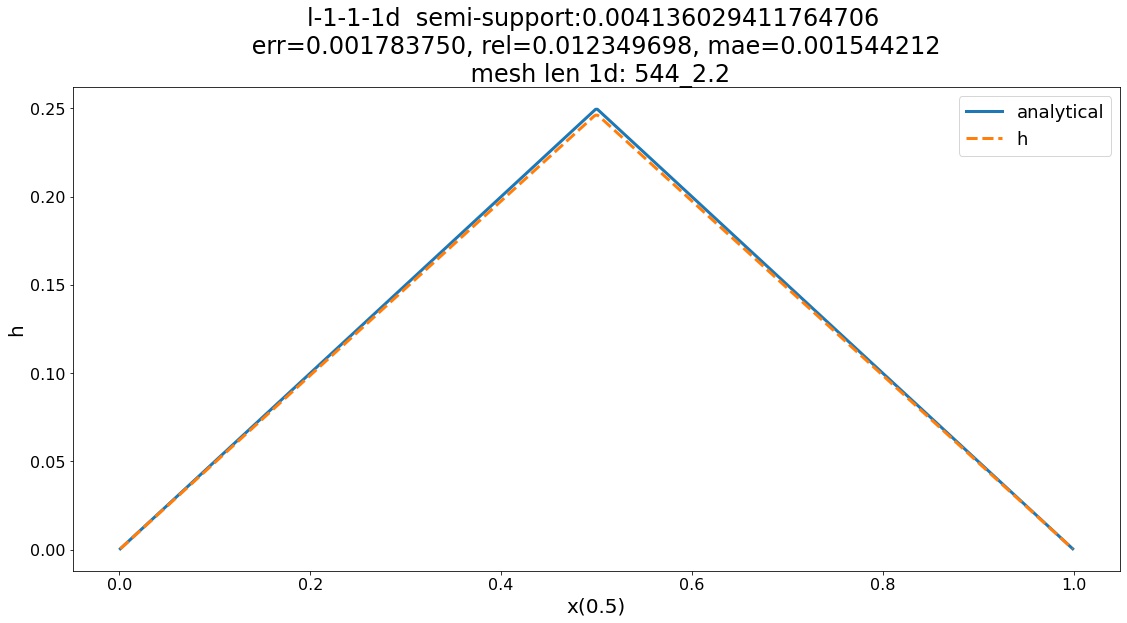 l-1-1-1d  semi-support:0.004136029411764706
err=0.001783750, rel=0.012349698, mae=0.001544212
mesh len 1d: 544_2.2
analytical
h
0.25
0.20
0.15
0.10
0.05
0.00
h
0.0 0.2 0.4 0.6 0.8 1.0
x(0.5)